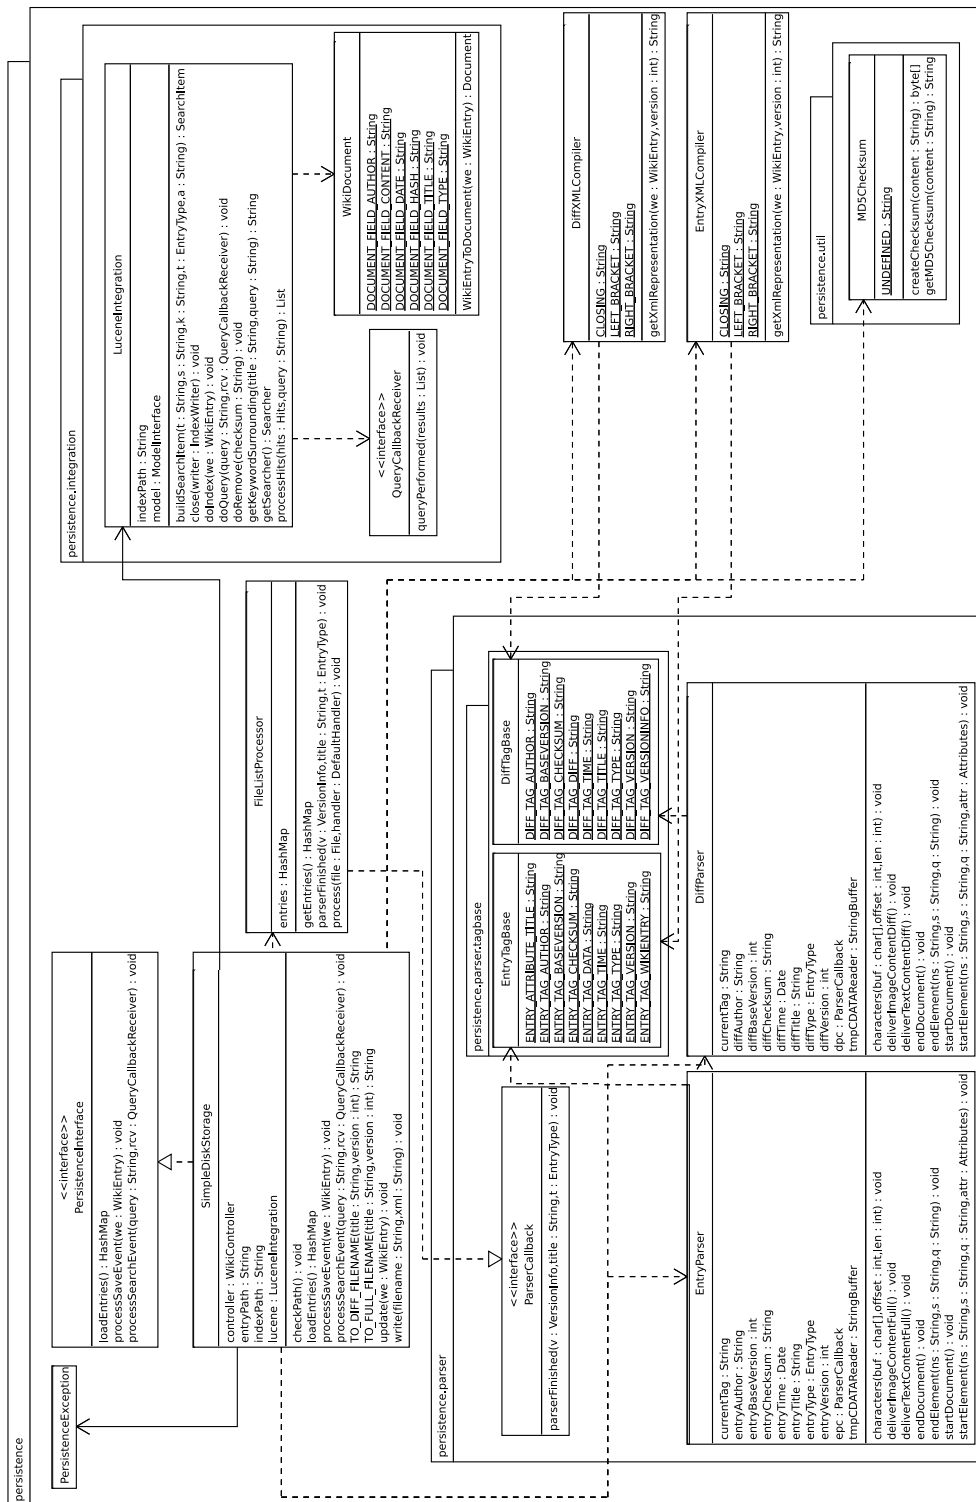 persistence
PersistenceException
<<interface>>
PersistenceInterface
loadEntries() : HashMap
processSaveEvent(we : WikiEntry) : void
processSearchEvent(query : String,rcv : QueryCallbackReceiver) : void
SimpleDiskStorage
controller : WikiController
entryPath : String
indexPath : String
lucene : LuceneIntegration
checkPath() : void
loadEntries() : HashMap
processSaveEvent(we : WikiEntry) : void
processSearchEvent(query : String,rcv : QueryCallbackReceiver) : void
TO_DIFF_FILENAME(title : String,version : int) : String
TO_FULL_FILENAME(title : String,version : int) : String
update(we : WikiEntry) : void
write(filename : String,xml : String) : void
FileListProcessor
entries : HashMap
getEntries() : HashMap
parserFinished(v : VersionInfo,title : String,t : EntryType) : void
process(file : File,handler : DefaultHandler) : void
persistence.integration
LuceneIntegration
indexPath : String
model : ModelInterface
buildSearchItem(t : String,s : String,k : String,t : EntryType,a : String) : SearchItem
close(writer : IndexWriter) : void
doIndex(we : WikiEntry) : void
doQuery(query : String,rcv : QueryCallbackReceiver) : void
doRemove(checksum : String) : void
getKeywordSurrounding(title : String,query : String) : String
getSearcher() : Searcher
processHits(hits : Hits,query : String) : List
<<interface>>
QueryCallbackReceiver
queryPerformed(results : List) : void
WikiDocument
DOCUMENT_FIELD_AUTHOR : String
DOCUMENT_FIELD_CONTENT : String
DOCUMENT_FIELD_DATE : String
DOCUMENT_FIELD_HASH : String
DOCUMENT_FIELD_TITLE : String
DOCUMENT_FIELD_TYPE : String
WikiEntryToDocument(we : WikiEntry) : Document
persistence.parser
<<interface>>
ParserCallback
parserFinished(v : VersionInfo,title : String,t : EntryType) : void
persistence.parser.tagbase
EntryTagBase
ENTRY_ATTRIBUTE_TITLE : String
ENTRY_TAG_AUTHOR : String
ENTRY_TAG_BASEVERSION : String
ENTRY_TAG_CHECKSUM : String
ENTRY_TAG_DATA : String
ENTRY_TAG_TIME : String
ENTRY_TAG_TYPE : String
ENTRY_TAG_VERSION : String
ENTRY_TAG_WIKIENTRY : String
DiffTagBase
DIFF_TAG_AUTHOR : String
DIFF_TAG_BASEVERSION : String
DIFF_TAG_CHECKSUM : String
DIFF_TAG_DIFF : String
DIFF_TAG_TIME : String
DIFF_TAG_TITLE : String
DIFF_TAG_TYPE : String
DIFF_TAG_VERSION : String
DIFF_TAG_VERSIONINFO : String
EntryParser
currentTag : String
entryAuthor : String
entryBaseVersion : int
entryChecksum : String
entryTime : Date
entryTitle : String
entryType : EntryType
entryVersion : int
epc : ParserCallback
tmpCDATAReader : StringBuffer
characters(buf : char[],offset : int,len : int) : void
deliverImageContentFull() : void
deliverTextContentFull() : void
endDocument() : void
endElement(ns : String,s : String,q : String) : void
startDocument() : void
startElement(ns : String,s : String,q : String,attr : Attributes) : void
DiffParser
currentTag : String
diffAuthor : String
diffBaseVersion : int
diffChecksum : String
diffTime : Date
diffTitle : String
diffType : EntryType
diffVersion : int
dpc : ParserCallback
tmpCDATAReader : StringBuffer
characters(buf : char[],offset : int,len : int) : void
deliverImageContentDiff() : void
deliverTextContentDiff() : void
endDocument() : void
endElement(ns : String,s : String,q : String) : void
startDocument() : void
startElement(ns : String,s : String,q : String,attr : Attributes) : void
DiffXMLCompiler
CLOSING : String
LEFT_BRACKET : String
RIGHT_BRACKET : String
getXmlRepresentation(we : WikiEntry,version : int) : String
EntryXMLCompiler
CLOSING : String
LEFT_BRACKET : String
RIGHT_BRACKET : String
getXmlRepresentation(we : WikiEntry,version : int) : String
persistence.util
MD5Checksum
UNDEFINED : String
createChecksum(content : String) : byte[]
getMD5Checksum(content : String) : String